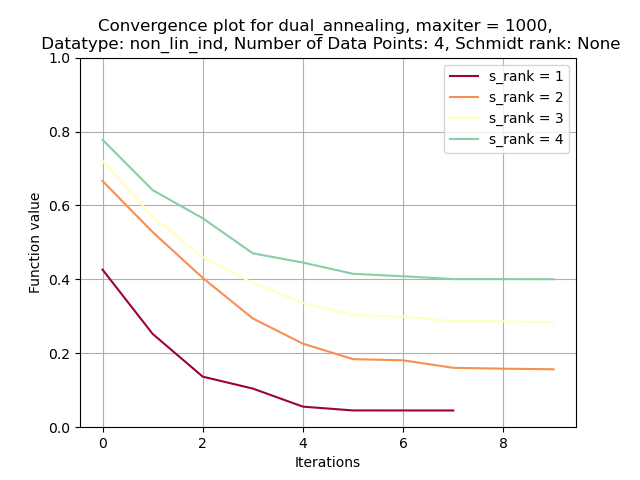 Convergence plot for dual_annealing, maxiter = 1000,
Datatype: non_lin_ind, Number of Data Points: 4, Schmidt rank: None
1.0
0.8
0.6
0.4
0.2
0.0
Function value
s_rank = 1
s_rank = 2
s_rank = 3
s_rank = 4
0 2 4 6 8
Iterations